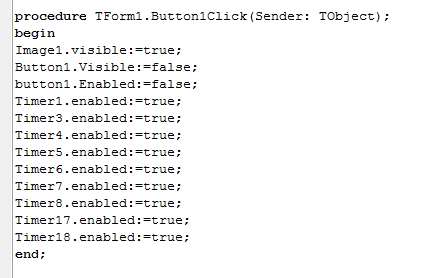 procedure TForm1.Button1Click(Sender: TObject);
begin
Image1.visible:=true;
Button1.Visible:=false;
button1.Enabled:=false;
Timer1.enabled:=true;
Timer3.enabled:=true;
Timer4.enabled:=true;
Timer5.enabled:=true;
Timer6.enabled:=true;
Timer7.enabled:=true;
Timer8.enabled:=true;
Timer17.enabled:=true;
Timer18.enabled:=true;
end;